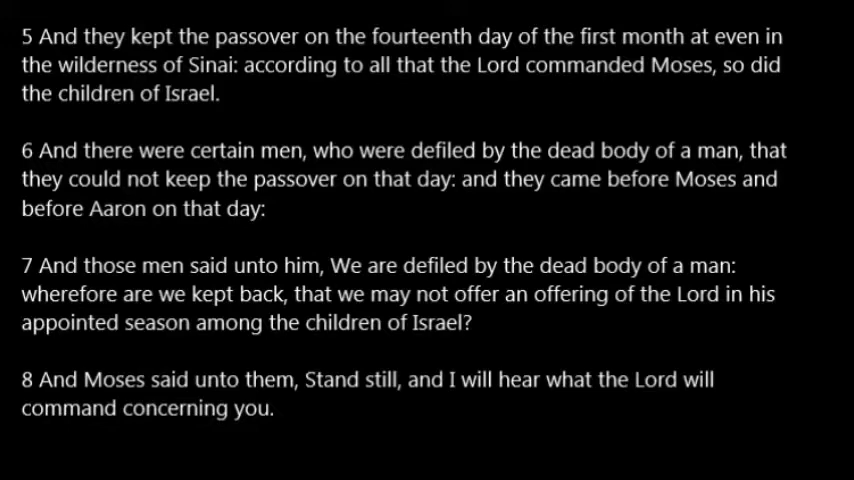 5 And they kept the passover on the fourteenth day of the first month at even in
the wilderness of Sinai: according to all that the Lord commanded Moses, so did
the children of Israel.
6 And there were certain men, who were defiled by the dead body of a man, that
they could not keep the passover on that day: and they came before Moses and
before Aaron on that day:
7 And those men said unto him, We are defiled by the dead body of a man:
wherefore are we kept back, that we may not offer an offering of the Lord in his
appointed season among the children of Israel?
8 And Moses said unto them, Stand still, and I will hear what the Lord will
command concerning you.